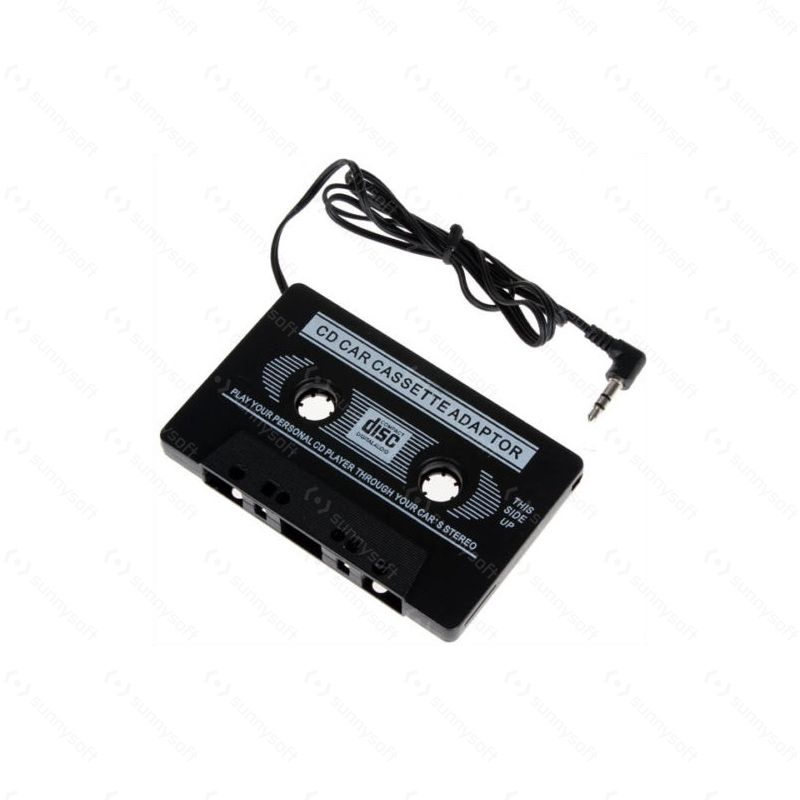 CD CAR CASSETTE ADAPTOR
COMPACT
disc
DIGITAL AUDIO
PLAY YOUR PERSONAL CD PLAYER THROUGH YOUR CAR'S STEREO
THIS
SIDE
UP
sunnysoft